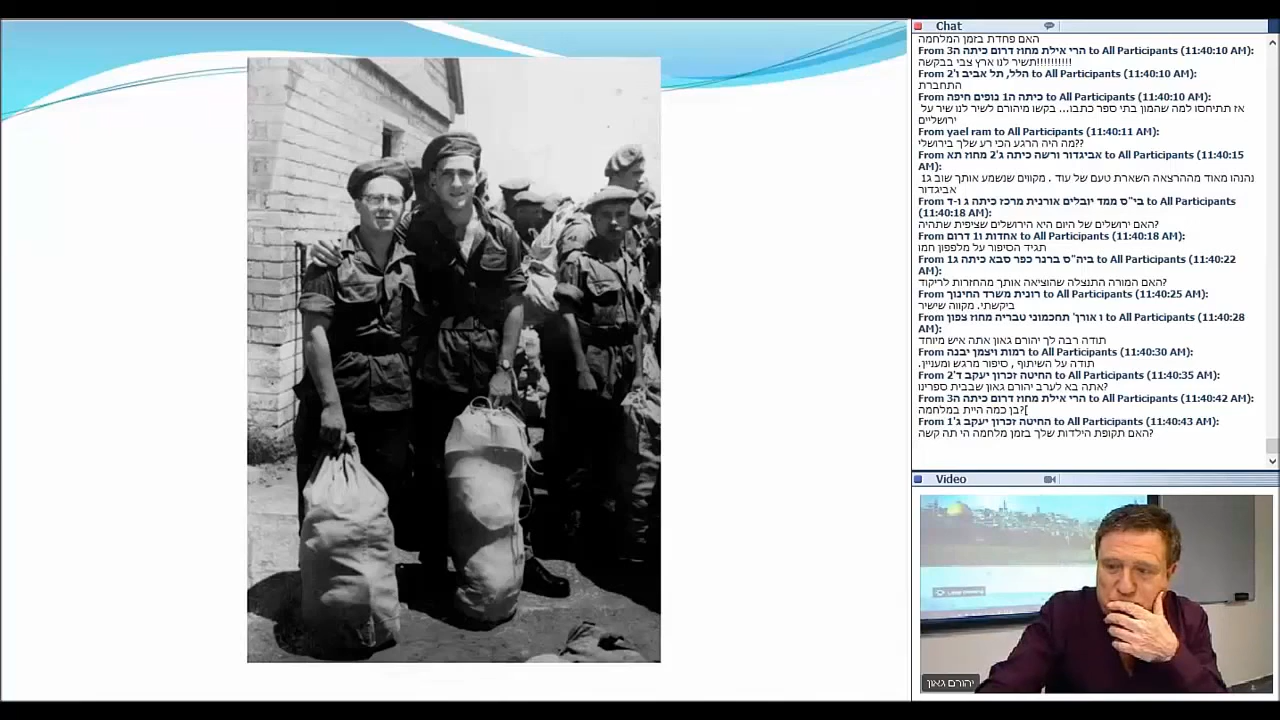 Chat
האם פחדת בזמן המלחמה
From הרי אילת מחוז דרום כיתה ה3 to All Participants (11:40:10 AM):
תשיר לנו ארץ צבי בבקשה!!!!!!!!!!
From הלל, תל אביב ו'2 to All Participants (11:40:10 AM):
התחברת
From כיתה ה1 נופים חיפה to All Participants (11:40:10 AM):
אז תתיחסו למה שהמון בתי ספר כתבו... בקשו מיהורם לשיר לנו שיר על
ירושליים
From yael ram to All Participants (11:40:11 AM):
מה היה הרגע הכי רע שלך בירושלי??
From אביגדור ורשה כיתה ג'2 מחוז תא to All Participants (11:40:15
AM):
נהנהו מאוד מההרצאה השארת טעם של עוד . מקווים שנשמע אותך שוב ג1
אביגדור
From בי"ס ממד יובלים אורנית מרכז כיתה ג ו-ד to All Participants
(11:40:18 AM):
האם ירושלים של היום היא הירושלים שציפית שתהיה?
From אחדות ו1 דרום to All Participants (11:40:18 AM):
תגיד הסיפור על מלפפון חמו
From ביה"ס ברנר כפר סבא כיתה ג1 to All Participants (11:40:22
AM):
האם המורה התנצלה שהוציאה אותך מהחזרות לריקוד?
From רונית משרד החינוך to All Participants (11:40:25 AM):
ביקשתי. מקווה שישיר
From ו אורן' תחכמוני טבריה מחוז צפון to All Participants (11:40:28
AM):
תודה רבה לך יהורם גאון אתה איש מיוחד
From רמות ויצמן יבנה to All Participants (11:40:30 AM):
תודה על השיתוף , סיפור מרגש ומעניין.
From החיטה זכרון יעקב ד'2 to All Participants (11:40:35 AM):
אתה בא לערב יהורם גאון שבבית ספרינו?
From הרי אילת מחוז דרום כיתה ה3 to All Participants (11:40:42 AM):
בן כמה היית במלחמה?[
From החיטה זכרון יעקב ג'1 to All Participants (11:40:43 AM):
האם תקופת הילדות שלך בזמן מלחמה הי תה קשה?
Video
יהורם גאון